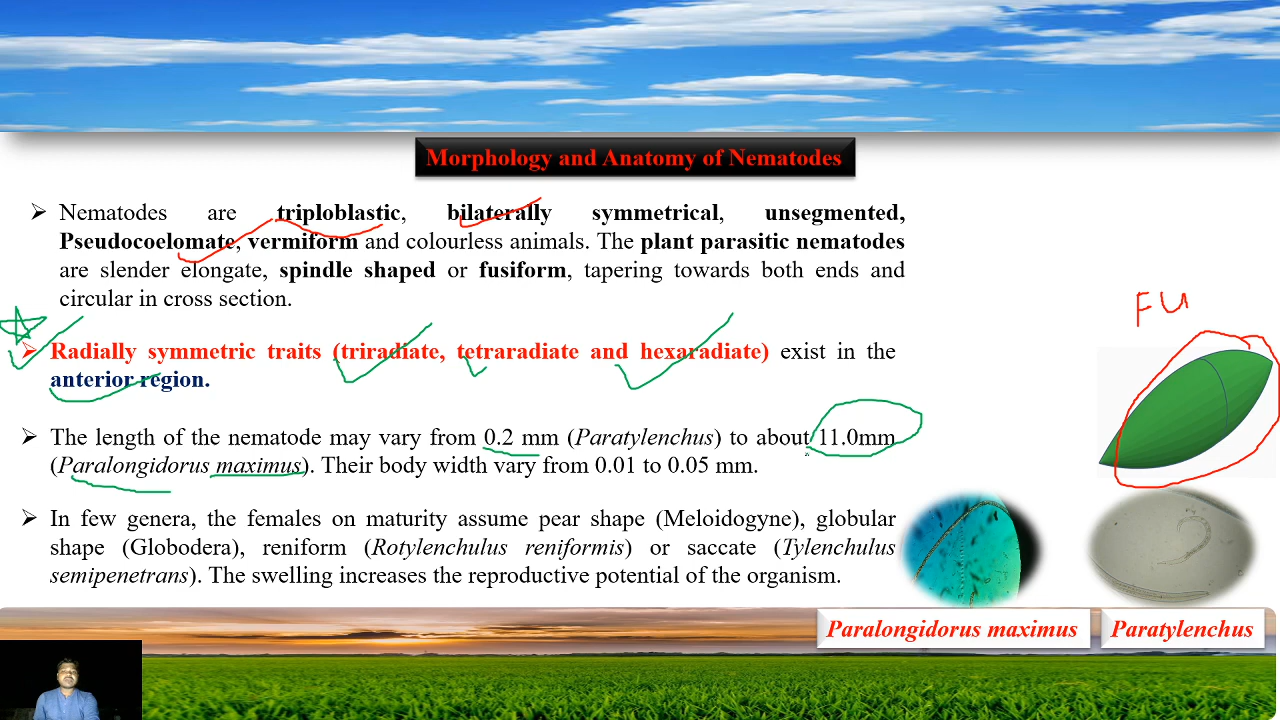 Morphology and Anatomy of Nematodes
Nematodes are triploblastic, bilaterally symmetrical, unsegmented,
Pseudocoelomate, vermiform and colourless animals. The plant parasitic nematodes
are slender elongate, spindle shaped or fusiform, tapering towards both ends and
circular in cross section.
FU
Radially symmetric traits (triradiate, tetraradiate and hexaradiate) exist in the
anterior region.
The length of the nematode may vary from 0.2 mm (Paratylenchus) to about 11.0mm
(Paralongidorus maximus). Their body width vary from 0.01 to 0.05 mm.
In few genera, the females on maturity assume pear shape (Meloidogyne), globular
shape (Globodera), reniform (Rotylenchulus reniformis) or saccate (Tylenchulus
semipenetrans). The swelling increases the reproductive potential of the organism.
Paralongidorus maximus
Paratylenchus